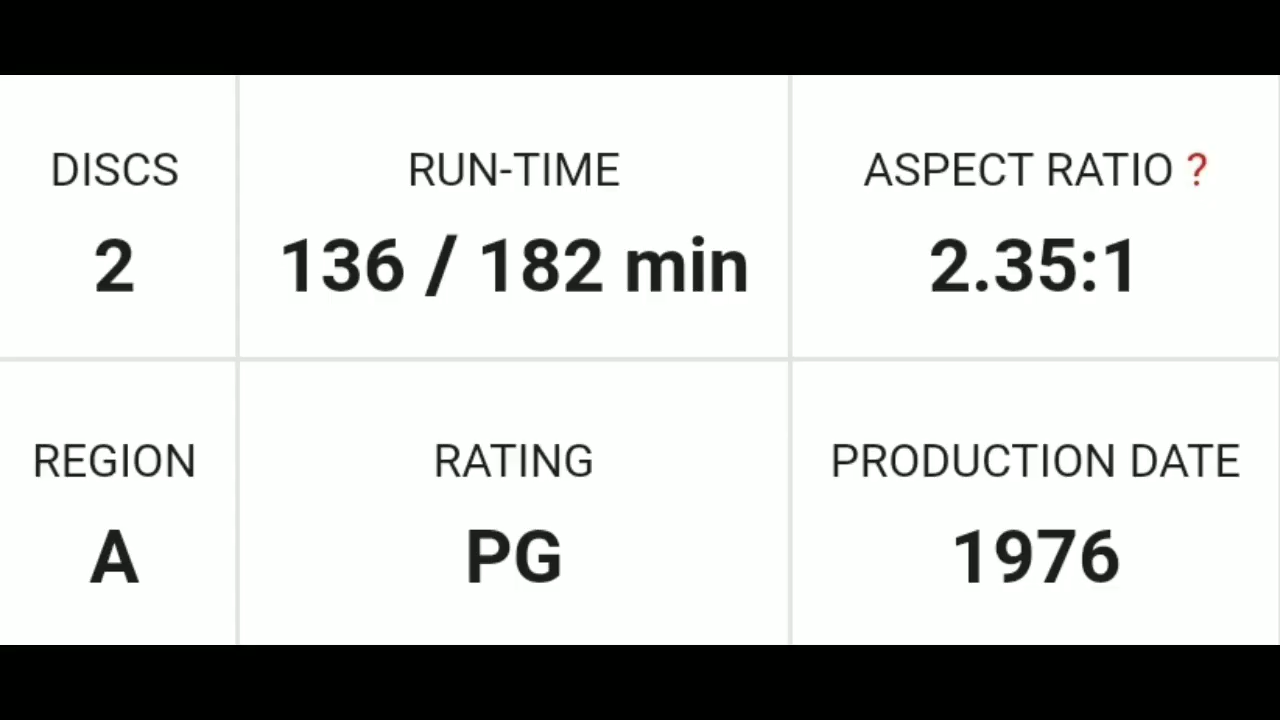 DISCS
2
RUN-TIME
136 / 182 min
ASPECT RATIO ?
2.35:1
REGION
A
RATING
PG
PRODUCTION DATE
1976